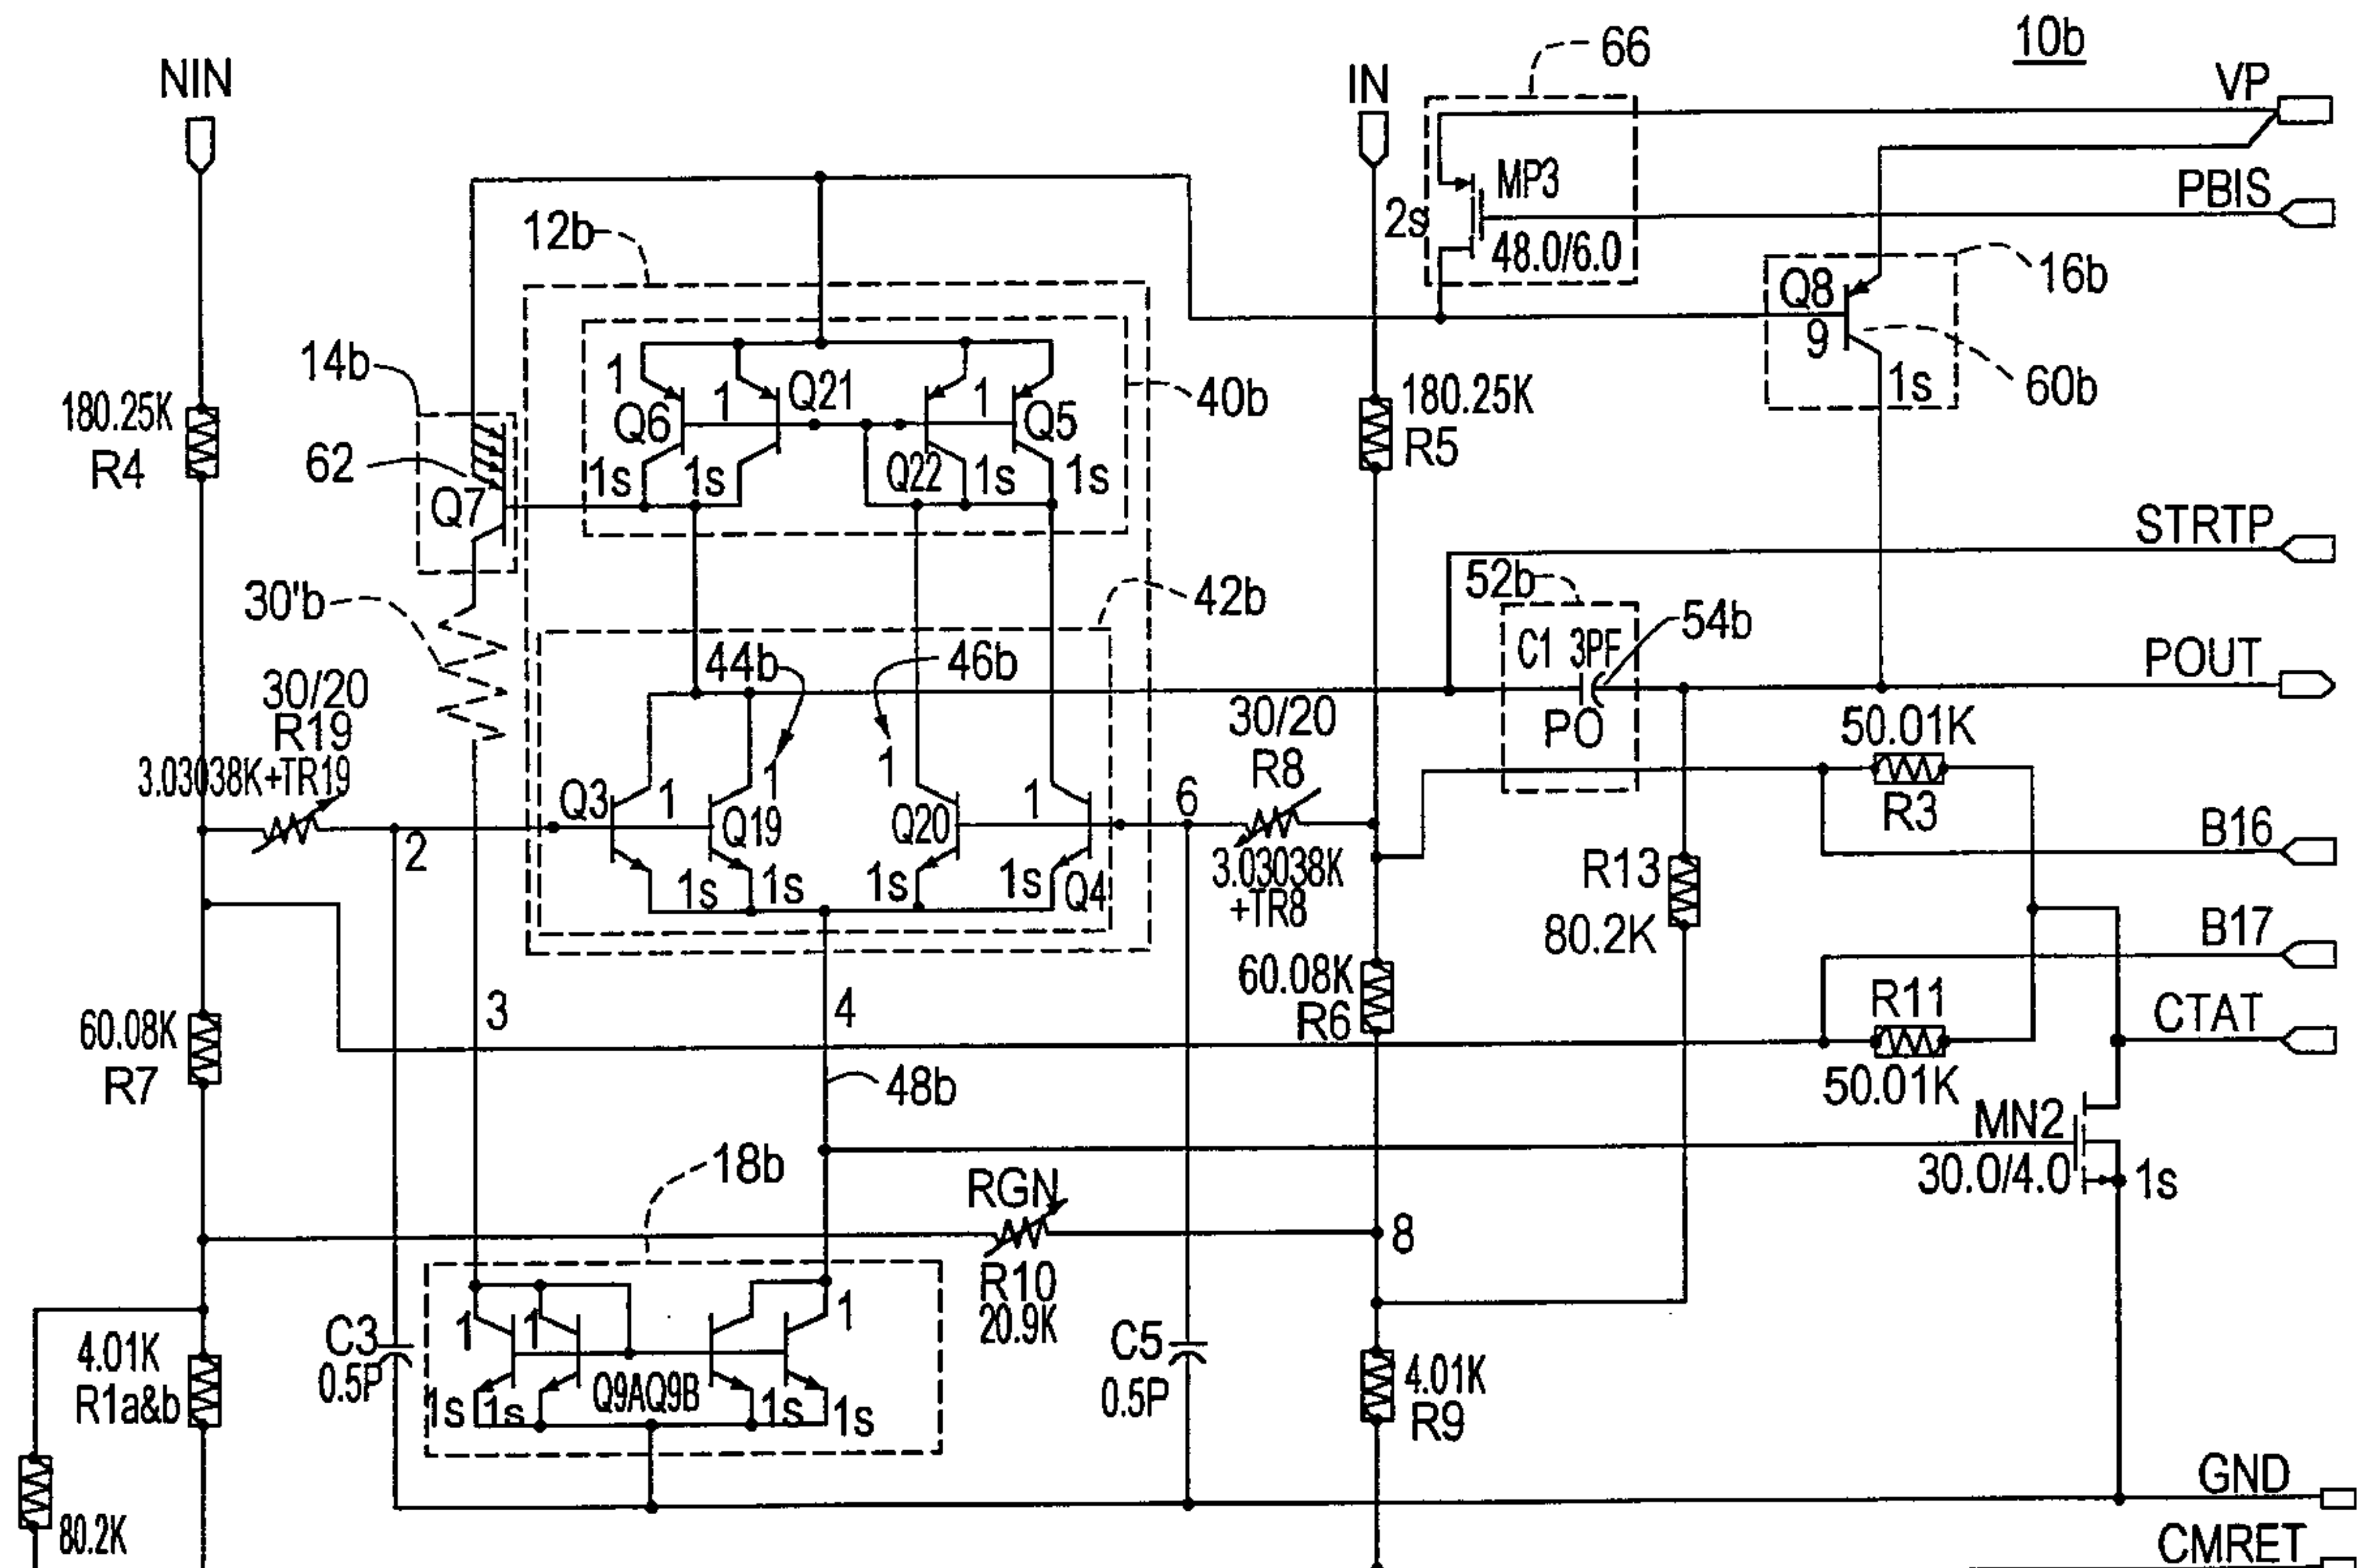 10b
66
NIN
IN
VP
MP3
PBIS
2s
48.0/6.0
12b
16b
Q8
9
60b
1s
14b
1
Q6
1
Q21
1
Q5
40b
180.25K
R4
62
Q7
1s
1s
Q22
1s
1s
180.25K
R5
STRTP
30'b
42b
52b
54b
C1 3PF
PO
POUT
44b
46b
30/20
R19
3.03038K+TR19
30/20
R8
50.01K
R3
Q3
1
Q19
1
1
Q20
1
6
2
3.03038K
+TR8
B16
1s
1s
1s
1s
Q4
R13
80.2K
B17
60.08K
R6
R11
50.01K
CTAT
3
4
60.08K
R7
48b
MN2
30.0/4.0
1s
18b
RGN
R10
20.9K
8
1
1
1
C3
0.5P
C5
0.5P
4.01K
R1a&b
4.01K
R9
1s
1s
Q9AQ9B
1s
1s
GND
80.2K
CMRET